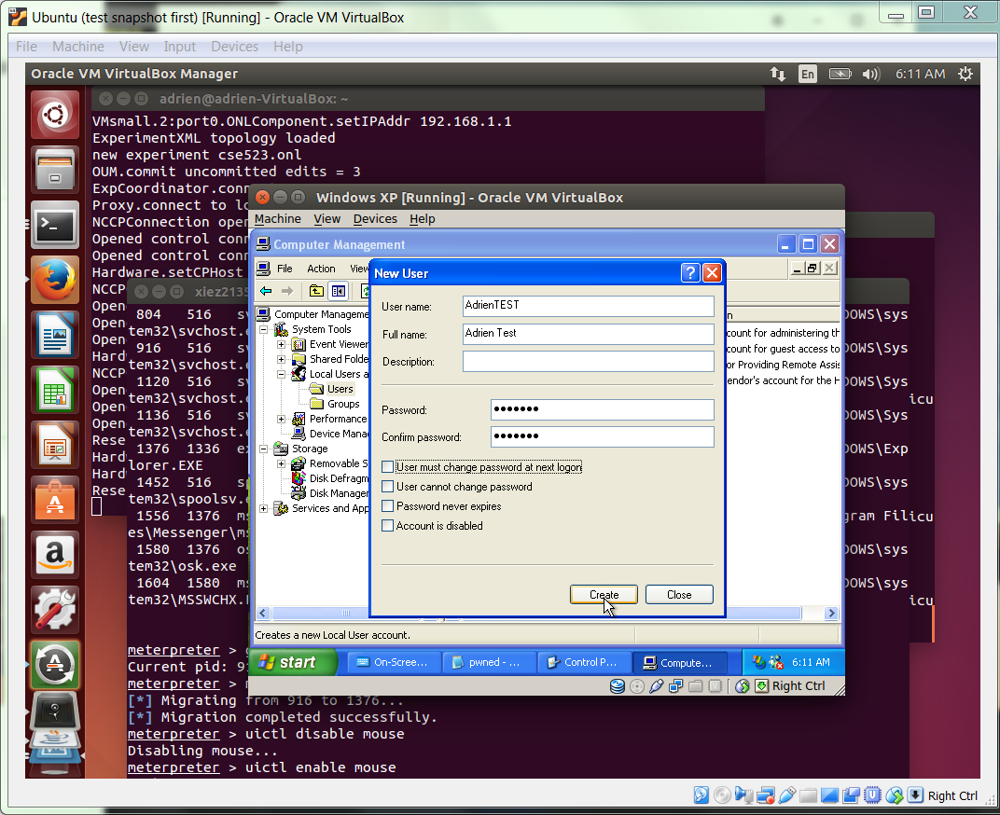 Ubuntu (test snapshot first) [Running] - Oracle VM VirtualBox
File Machine View Input Devices Help
Oracle VM VirtualBox Manager
En
6:11 AM
adrien@adrien-VirtualBox: ~
VMsmall.2:port0.ONLComponent.setIPAddr 192.168.1.1
ExperimentXML topology loaded
new experiment cse523.onl
OUM.commit uncommitted edits = 3
ExpCoordinator.conn
Proxy.connect to lo
NCCPConnection open
Opened control conn
Opened control conn
Hardware.setCPHost
NCCP
Open
Open
Open
Hard
NCCP
Open
Open
Open
Rese
Hard
Hard
Rese
xiez2135
804 516
tem32\svchost.e
916 516
tem32\svchost.e
1120 516
tem32\svchost.e
1136 516
tem32\svchost.e
1376 1336
lorer.EXE
1452 516
tem32\spoolsv.e
1556 1376
es\Messenger\ms
1580 1376
tem32\osk.exe
1604 1580
tem32\MSSWCHX.
DOWS\sys
DOWS\Sys
DOWS\Sys
icu
DOWS\Sys
DOWS\Exp
DOWS\sys
gram Filicu
DOWS\sys
DOWS\sys
icu
meterpreter >
Current pid: 91
meterpreter >
[*] Migrating from 916 to 1376...
[*] Migration completed successfully.
meterpreter > uictl disable mouse
Disabling mouse...
meterpreter > uictl enable mouse
Windows XP [Running] - Oracle VM VirtualBox
Machine View Devices Help
Computer Management
File Action View
Computer Manageme
System Tools
Event Viewer
Shared Folde
Local Users a
Users
Groups
Performance
Device Mana
Storage
Removable S
Disk Defragm
Disk Manager
Services and App
n
count for administering th
count for guest access to
or Providing Remote Assis
endor's account for the H
New User
User name:
AdrienTEST
Full name:
Adrien Test
Description:
Password:
•••••••
Confirm password:
•••••••
User must change password at next logon
User cannot change password
Password never expires
Account is disabled
Create
Close
Creates a new Local User account.
start
On-Scree...
pwned - ...
Control P...
Compute...
6:11 AM
Right Ctrl
Right Ctrl